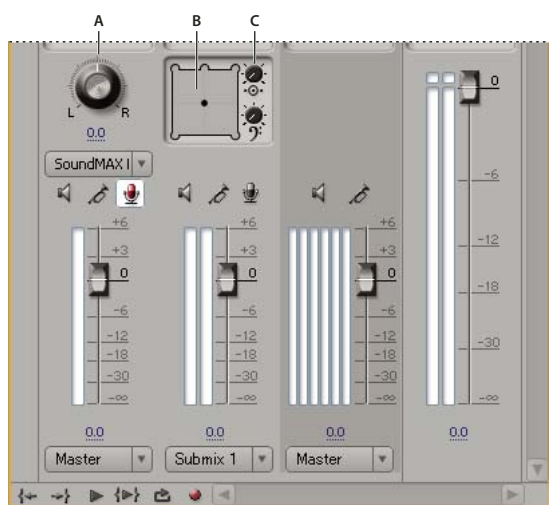 A B C
L R
0.0
SoundMAX I
+6 +6 +6 0
+3 +3 +3
0 0 0 -6
-6 -6 -6 -12
-12 -12 -12 -18
-18 -18 -18
-30 -30 -30 -30
-∞ -∞ -∞ -∞
0.0 0.0 0.0 0.0
Master Submix 1 Master